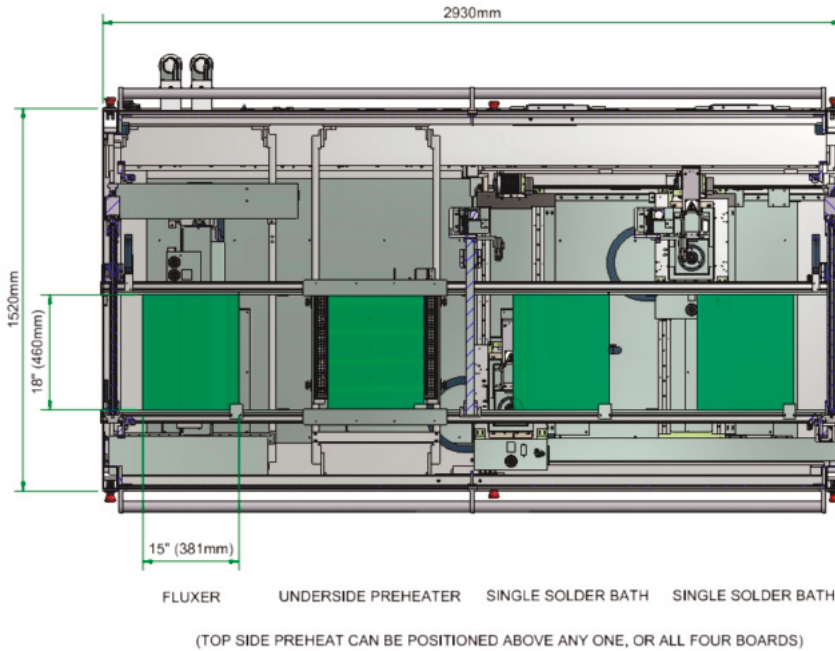 2930mm
1520mm
18" (460mm)
15" (381mm)
FLUXER UNDERSIDE PREHEATER SINGLE SOLDER BATH SINGLE SOLDER BATH
(TOP SIDE PREHEAT CAN BE POSITIONED ABOVE ANY ONE, OR ALL FOUR BOARDS)